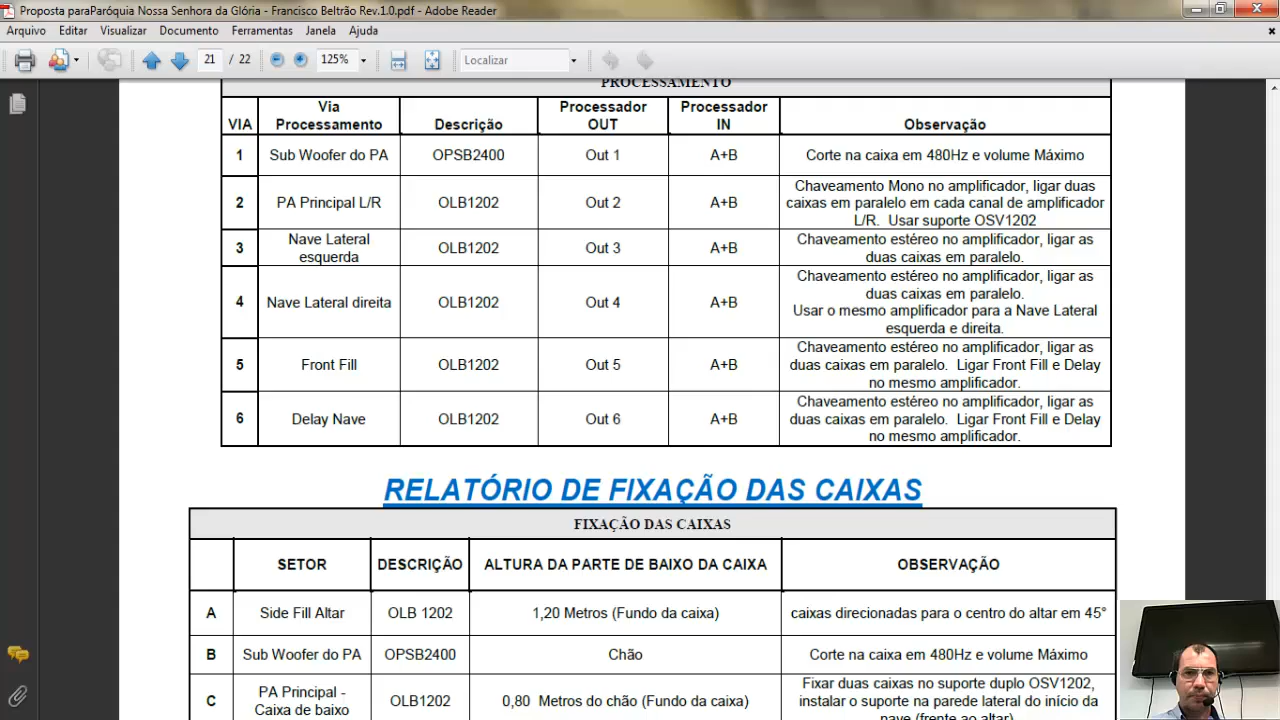 Proposta paraParóquia Nossa Senhora da Glória - Francisco Beltrão Rev.1.0.pdf - Adobe Reader
Arquivo Editar Visualizar Documento Ferramentas Janela Ajuda
21 / 22 125% Localizar
PROCESSAMENTO
VIA
Via
Processamento
Descrição
Processador
OUT
Processador
IN
Observação
1
Sub Woofer do PA
OPSB2400
Out 1
A+B
Corte na caixa em 480Hz e volume Máximo
2
PA Principal L/R
OLB1202
Out 2
A+B
Chaveamento Mono no amplificador, ligar duas
caixas em paralelo em cada canal de amplificador
L/R. Usar suporte OSV1202
3
Nave Lateral
esquerda
OLB1202
Out 3
A+B
Chaveamento estéreo no amplificador, ligar as
duas caixas em paralelo.
4
Nave Lateral direita
OLB1202
Out 4
A+B
Chaveamento estéreo no amplificador, ligar as
duas caixas em paralelo.
Usar o mesmo amplificador para a Nave Lateral
esquerda e direita.
5
Front Fill
OLB1202
Out 5
A+B
Chaveamento estéreo no amplificador, ligar as
duas caixas em paralelo. Ligar Front Fill e Delay
no mesmo amplificador.
6
Delay Nave
OLB1202
Out 6
A+B
Chaveamento estéreo no amplificador, ligar as
duas caixas em paralelo. Ligar Front Fill e Delay
no mesmo amplificador.
RELATÓRIO DE FIXAÇÃO DAS CAIXAS
FIXAÇÃO DAS CAIXAS
SETOR
DESCRIÇÃO
ALTURA DA PARTE DE BAIXO DA CAIXA
OBSERVAÇÃO
A
Side Fill Altar
OLB 1202
1,20 Metros (Fundo da caixa)
caixas direcionadas para o centro do altar em 45°
B
Sub Woofer do PA
OPSB2400
Chão
Corte na caixa em 480Hz e volume Máximo
C
PA Principal -
Caixa de baixo
OLB1202
0,80 Metros do chão (Fundo da caixa)
Fixar duas caixas no suporte duplo OSV1202,
instalar o suporte na parede lateral do início da
nave (frente ao altar)